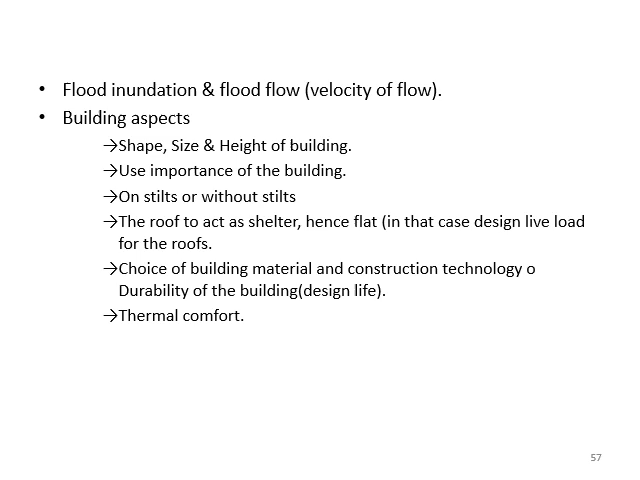 • Flood inundation & flood flow (velocity of flow).
• Building aspects
→Shape, Size & Height of building.
→Use importance of the building.
→On stilts or without stilts
→The roof to act as shelter, hence flat (in that case design live load
for the roofs.
→Choice of building material and construction technology o
Durability of the building(design life).
→Thermal comfort.
57